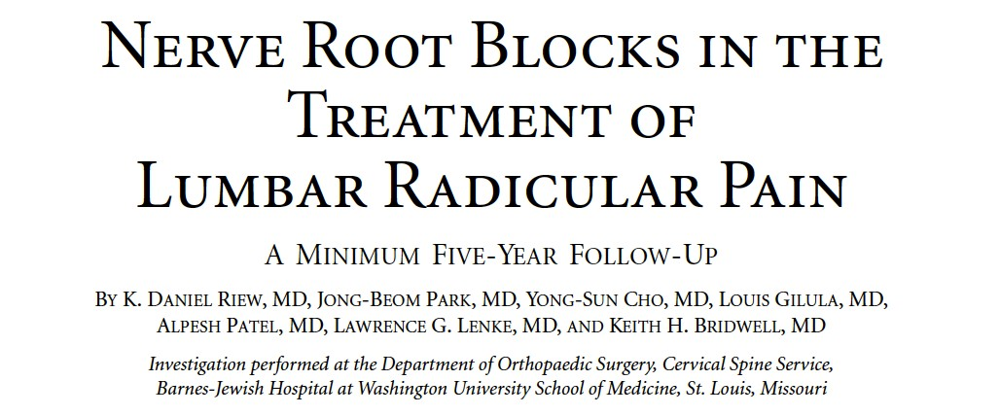 NERVE ROOT BLOCKS IN THE
TREATMENT OF
LUMBAR RADICULAR PAIN
A MINIMUM FIVE-YEAR FOLLOW-UP
BY K. DANIEL RIEW, MD, JONG-BEOM PARK, MD, YONG-SUN CHO, MD, LOUIS GILULA, MD,
ALPESH PATEL, MD, LAWRENCE G. LENKE, MD, AND KEITH H. BRIDWELL, MD
Investigation performed at the Department of Orthopaedic Surgery, Cervical Spine Service,
Barnes-Jewish Hospital at Washington University School of Medicine, St. Louis, Missouri